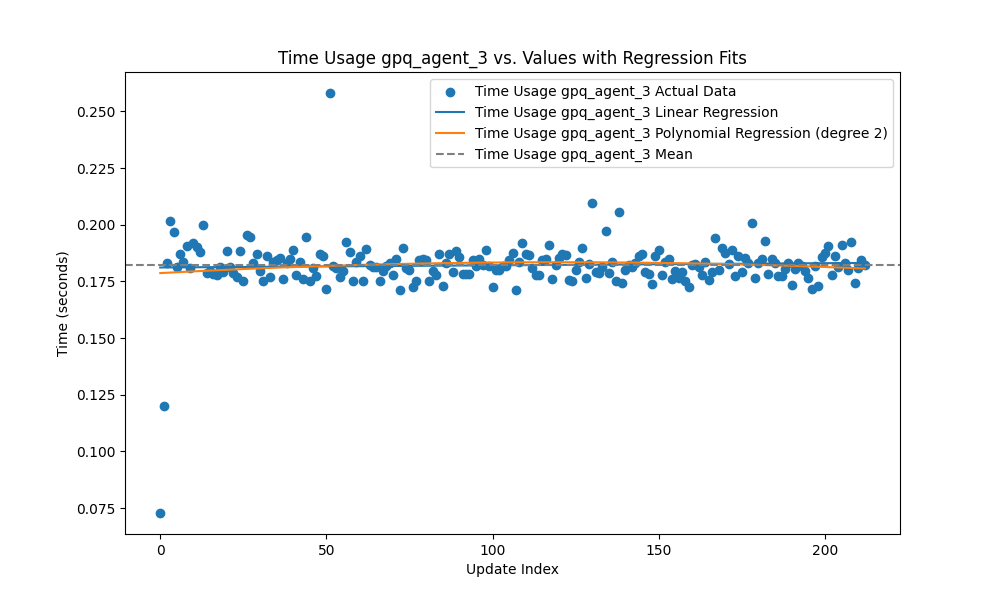 Time Usage gpq_agent_3 vs. Values with Regression Fits
Time Usage gpq_agent_3 Actual Data
Time Usage gpq_agent_3 Linear Regression
Time Usage gpq_agent_3 Polynomial Regression (degree 2)
Time Usage gpq_agent_3 Mean
Time (seconds)
0.250
0.225
0.200
0.175
0.150
0.125
0.100
0.075
0 50 100 150 200
Update Index